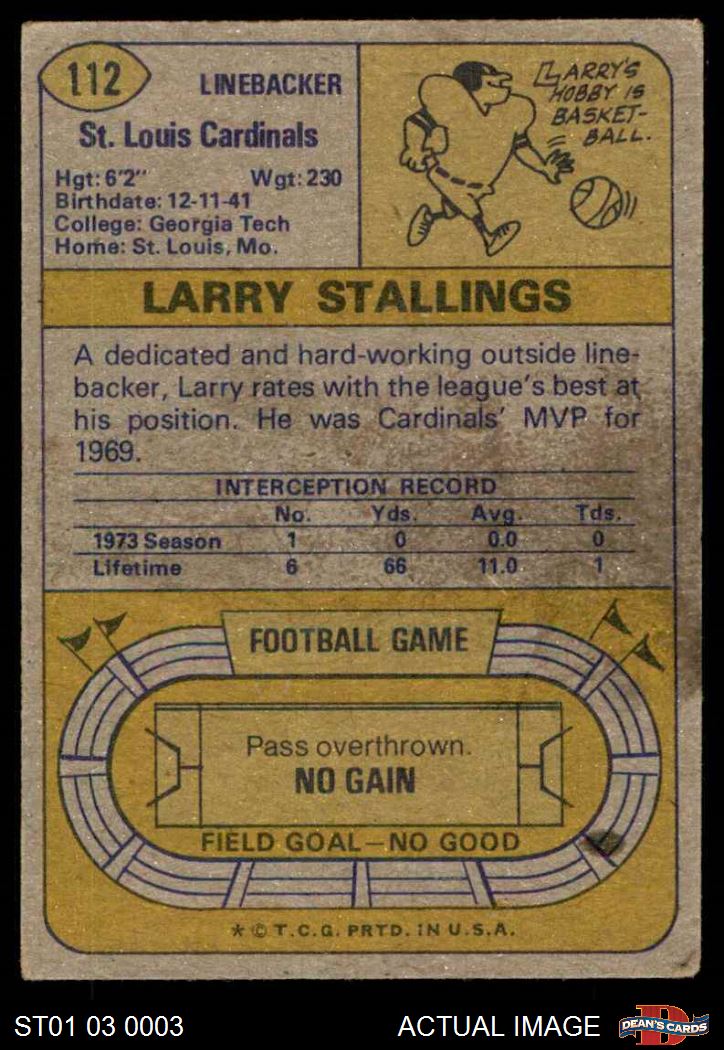 112
LINEBACKER
St. Louis Cardinals
Hgt: 6'2" Wgt: 230
Birthdate: 12-11-41
College: Georgia Tech
Home: St. Louis, Mo.
LARRY'S
HOBBY IS
BASKET-
BALL.
LARRY STALLINGS
A dedicated and hard-working outside line-
backer, Larry rates with the league's best at
his position. He was Cardinals' MVP for
1969.
INTERCEPTION RECORD
No. Yds. Avg. Tds.
1973 Season 1 0 0.0 0
Lifetime 6 66 11.0 1
FOOTBALL GAME
Pass overthrown.
NO GAIN
FIELD GOAL—NO GOOD
* © T.C.G. PRTD. IN U.S.A.
ST01 03 0003 ACTUAL IMAGE
DEAN'S CARDS